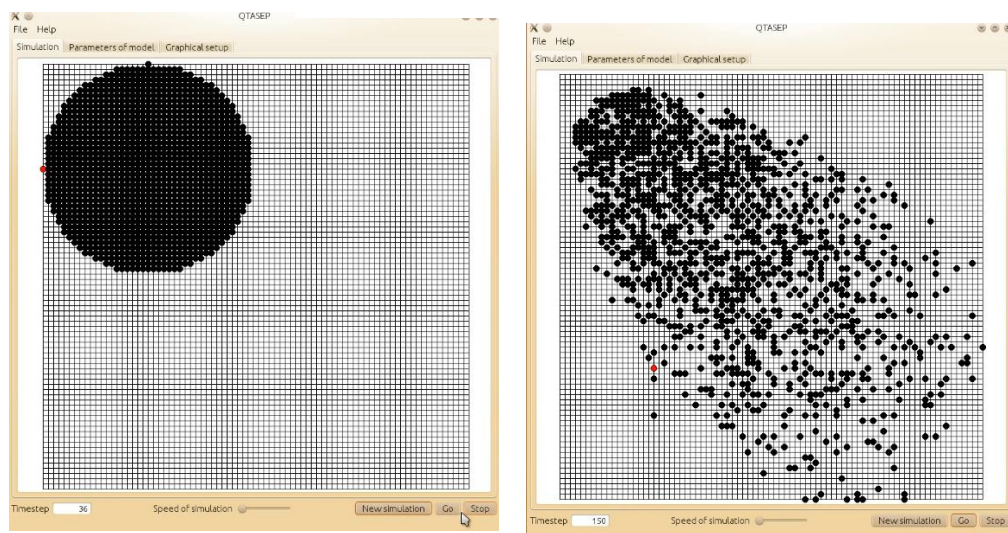 QTASEP
File Help
Simulation Parameters of model Graphical setup
Timestep 36 Speed of simulation New simulation Go Stop
QTASEP
File Help
Simulation Parameters of model Graphical setup
Timestep 150 Speed of simulation New simulation Go Stop